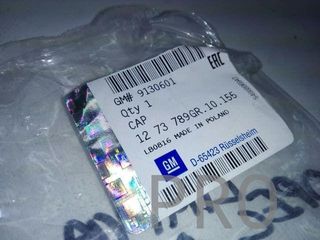 GM# 9130601
Qty 1
CAP
12 73 789GR.10.155
LB0816 MADE IN POLAND
GM
D-65423 Rüsselsheim
EAC
PRO